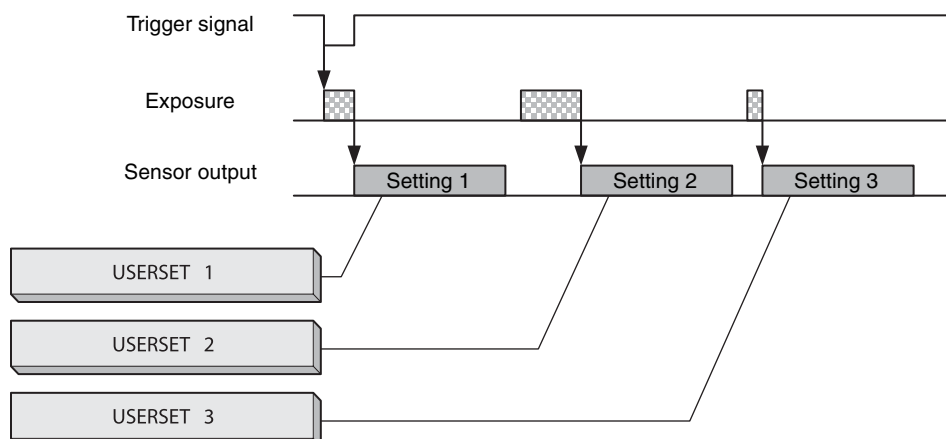 Trigger signal
Exposure
Sensor output
Setting 1 Setting 2 Setting 3
USERSET 1
USERSET 2
USERSET 3